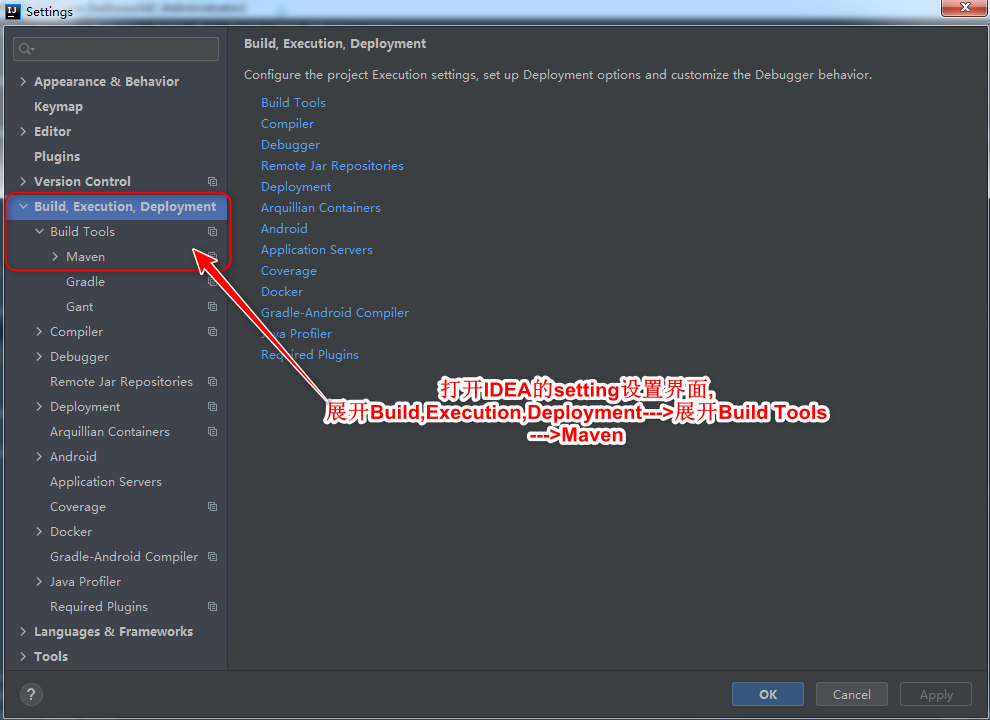 Settings
Appearance & Behavior
Keymap
Editor
Plugins
Version Control
Build, Execution, Deployment
Build Tools
Maven
Gradle
Gant
Compiler
Debugger
Remote Jar Repositories
Deployment
Arquillian Containers
Android
Application Servers
Coverage
Docker
Gradle-Android Compiler
Java Profiler
Required Plugins
Languages & Frameworks
Tools
Build, Execution, Deployment
Configure the project Execution settings, set up Deployment options and customize the Debugger behavior.
Build Tools
Compiler
Debugger
Remote Jar Repositories
Deployment
Arquillian Containers
Android
Application Servers
Coverage
Docker
Gradle-Android Compiler
Java Profiler
Required Plugins
打开IDEA的setting设置界面,
展开Build,Execution,Deployment--->展开Build Tools
--->Maven
?
OK
Cancel
Apply